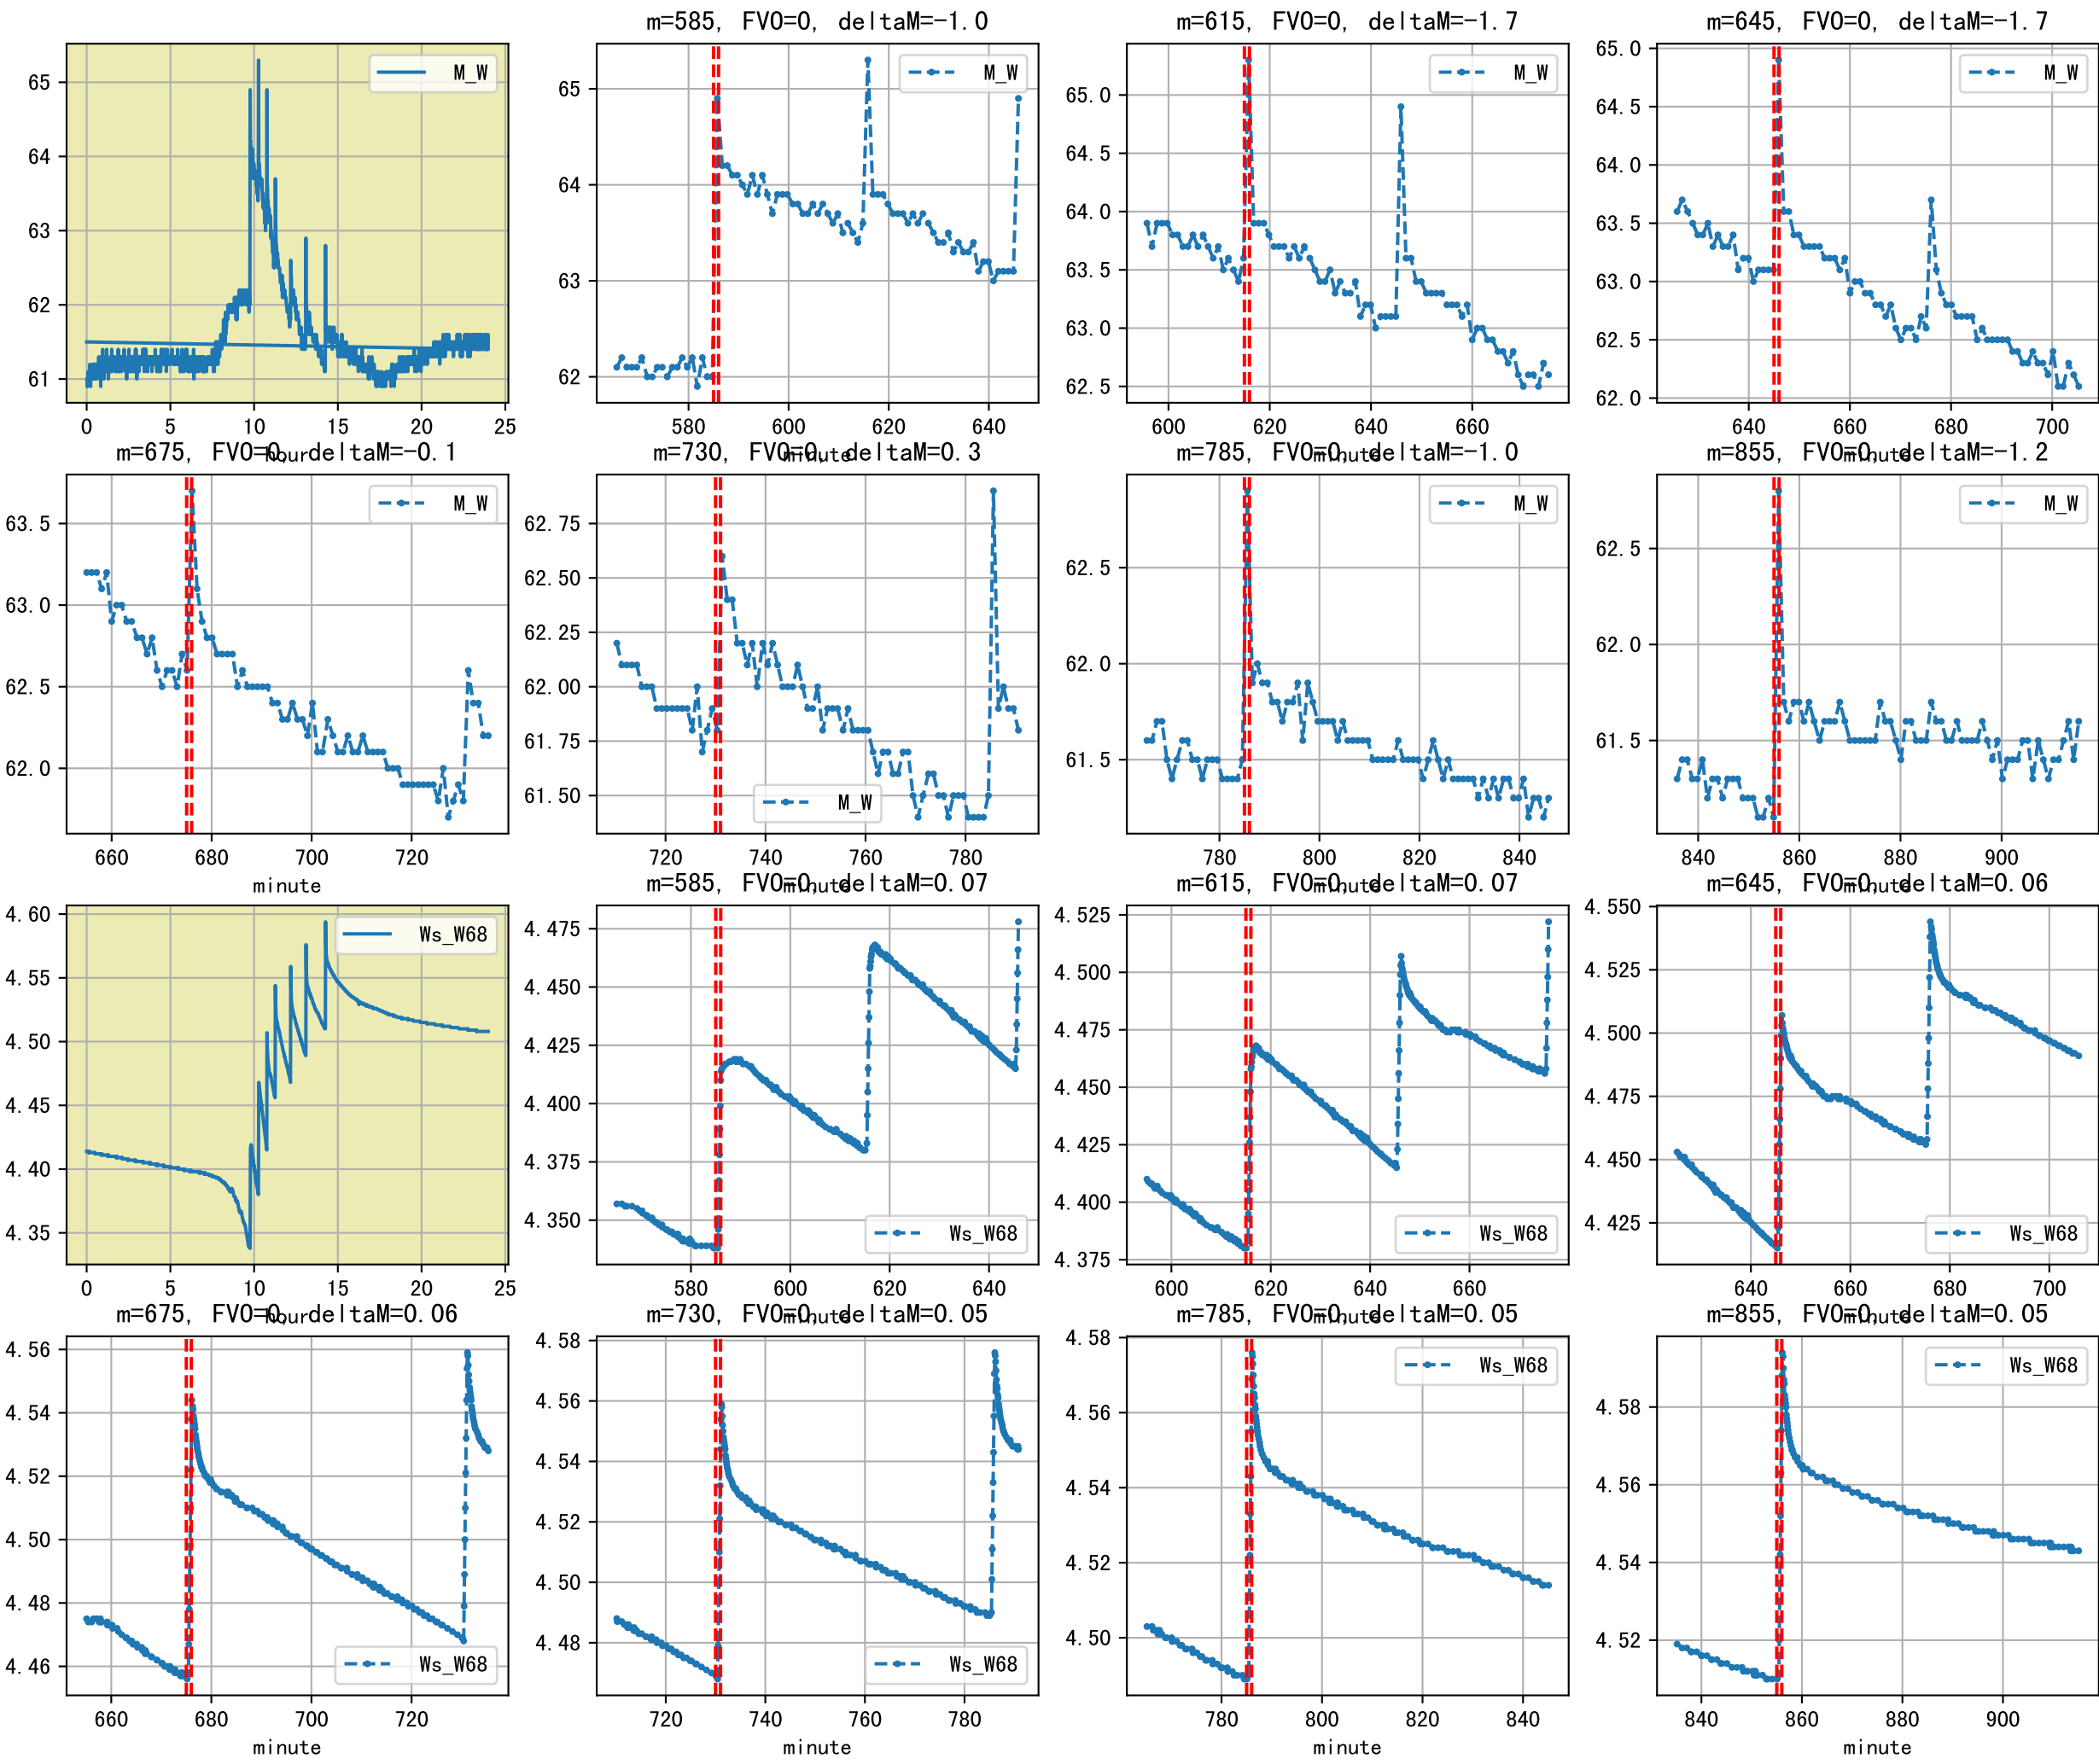 m=585, FVO=0, deltaM=-1.0
m=615, FVO=0, deltaM=-1.7
m=645, FVO=0, deltaM=-1.7
M_W
M_W
M_W
M_W
65
64
63
62
61
0 5 10 15 20 25
hour
65
64
63
62
580 600 620 640
minute
65.0
64.5
64.0
63.5
63.0
62.5
600 620 640 660
minute
65.0
64.5
64.0
63.5
63.0
62.5
62.0
640 660 680 700
minute
m=675, FVO=0, deltaM=-0.1
m=730, FVO=0, deltaM=0.3
m=785, FVO=0, deltaM=-1.0
m=855, FVO=0, deltaM=-1.2
M_W
M_W
M_W
M_W
63.5
63.0
62.5
62.0
660 680 700 720
minute
62.75
62.50
62.25
62.00
61.75
61.50
720 740 760 780
minute
62.5
62.0
61.5
780 800 820 840
minute
62.5
62.0
61.5
840 860 880 900
minute
m=585, FVO=0, deltaM=0.07
m=615, FVO=0, deltaM=0.07
m=645, FVO=0, deltaM=0.06
Ws_W68
Ws_W68
Ws_W68
Ws_W68
4.60
4.55
4.50
4.45
4.40
4.35
0 5 10 15 20 25
hour
4.475
4.450
4.425
4.400
4.375
4.350
580 600 620 640
minute
4.525
4.500
4.475
4.450
4.425
4.400
4.375
600 620 640 660
minute
4.550
4.525
4.500
4.475
4.450
4.425
640 660 680 700
minute
m=675, FVO=0, deltaM=0.06
m=730, FVO=0, deltaM=0.05
m=785, FVO=0, deltaM=0.05
m=855, FVO=0, deltaM=0.05
Ws_W68
Ws_W68
Ws_W68
Ws_W68
4.56
4.54
4.52
4.50
4.48
4.46
660 680 700 720
minute
4.58
4.56
4.54
4.52
4.50
4.48
720 740 760 780
minute
4.58
4.56
4.54
4.52
4.50
780 800 820 840
minute
4.58
4.56
4.54
4.52
840 860 880 900
minute